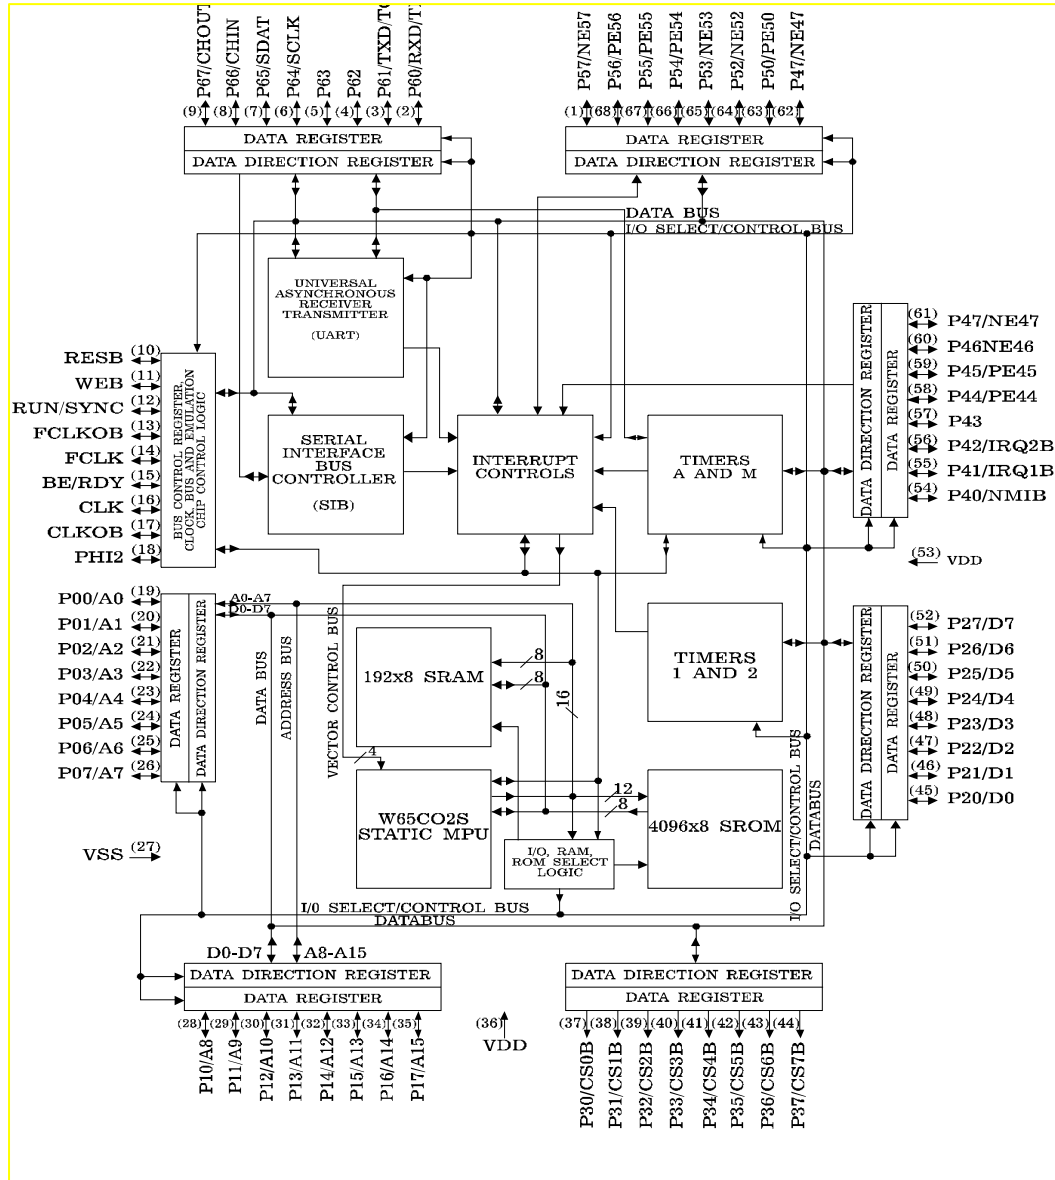 P67/CHOUT
P66/CHIN
P65/SDAT
P64/SCLK
P63
P62
P60/RXD/
P57/NE57
P56/PE56
P55/PE55
P54/PE54
P53/NE53
P52/NE52
P50/PE50
P47/NE47
(9) (8) (7) (6) (5) (4) (3) (2)
(1) (68) (67) (66) (65) (64) (63) (62)
DATA REGISTER
DATA DIRECTION REGISTER
DATA REGISTER
DATA DIRECTION REGISTER
DATA BUS
I/O SELECT/CONTROL BUS
UNIVERSAL
ASYNCHRONOUS
RECEIVER
TRANSMITTER
(UART)
RESB (10)
WEB (11)
RUN/SYNC (12)
FCLKOB (13)
FCLK (14)
BE/RDY (15)
CLK (16)
CLKOB (17)
PHI2 (18)
BUS CONTROL REGISTER,
CLOCK, BUS AND EMULATION
CHIP CONTROL LOGIC
SERIAL
INTERFACE
BUS
CONTROLLER
(SIB)
INTERRUPT
CONTROLS
TIMERS
A AND M
DATA DIRECTION REGISTER
DATA REGISTER
(61) P47/NE47
(60) P46NE46
(59) P45/PE45
(58) P44/PE44
(57) P43
(56) P42/IRQ2B
(55) P41/IRQ1B
(54) P40/NMIB
(53) VDD
P00/A0 (19)
P01/A1 (20)
P02/A2 (21)
P03/A3 (22)
P04/A4 (23)
P05/A5 (24)
P06/A6 (25)
P07/A7 (26)
VSS (27)
DATA REGISTER
DATA DIRECTION REGISTER
A0-A7
D0-D7
DATA BUS
ADDRESS BUS
VECTOR CONTROL BUS
192x8 SRAM
8
8
16
4
TIMERS
1 AND 2
W65CO2S
STATIC MPU
12
8
4096x8 SROM
I/O, RAM,
ROM SELECT
LOGIC
I/O SELECT/CONTROL BUS
DATABUS
DATA DIRECTION REGISTER
DATA REGISTER
(52) P27/D7
(51) P26/D6
(50) P25/D5
(49) P24/D4
(48) P23/D3
(47) P22/D2
(46) P21/D1
(45) P20/D0
I/0 SELECT/CONTROL BUS
DATABUS
D0-D7
A8-A15
DATA DIRECTION REGISTER
DATA REGISTER
DATA DIRECTION REGISTER
DATA REGISTER
(28) (29) (30) (31) (32) (33) (34) (35)
(36)
VDD
(37) (38) (39) (40) (41) (42) (43) (44)
P10/A8
P11/A9
P12/A10
P13/A11
P14/A12
P15/A13
P16/A14
P17/A15
P30/CS0B
P31/CS1B
P32/CS2B
P33/CS3B
P34/CS4B
P35/CS5B
P36/CS6B
P37/CS7B